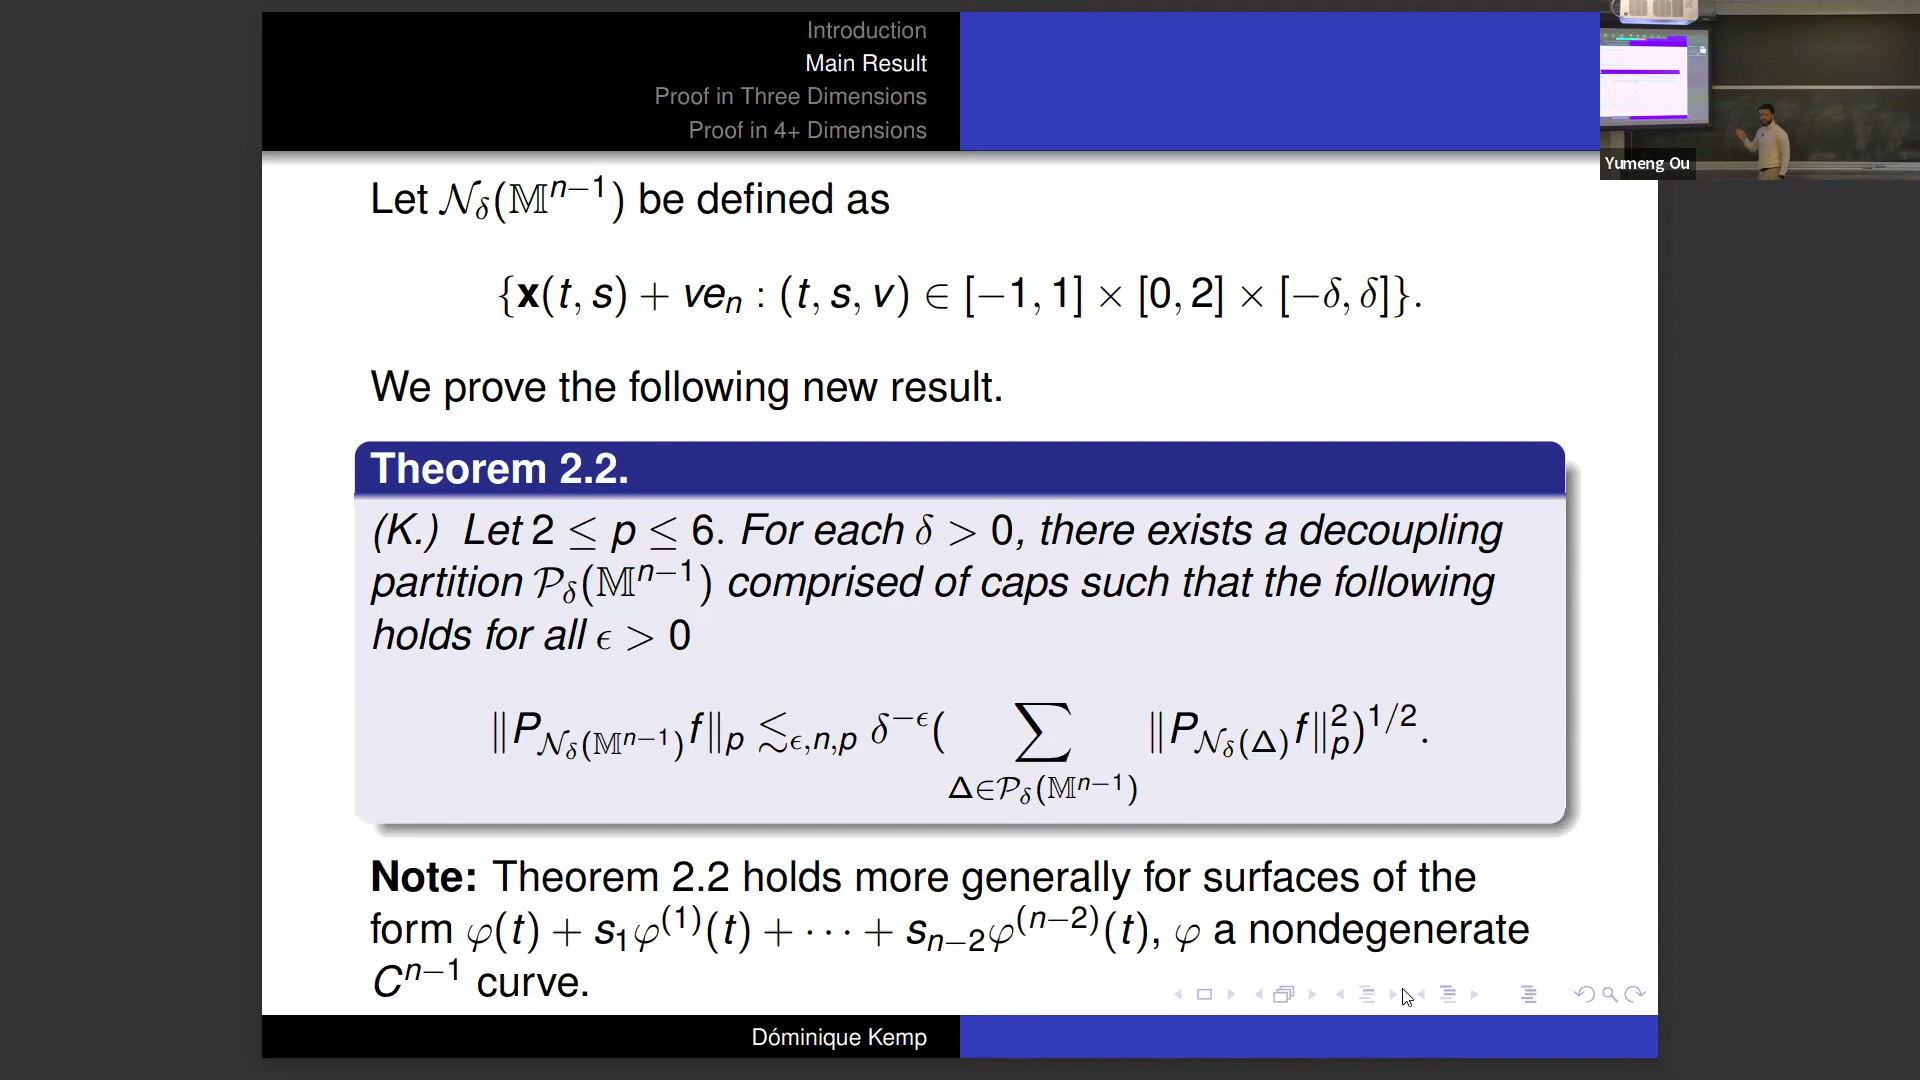 Introduction
Main Result
Proof in Three Dimensions
Proof in 4+ Dimensions
Yumeng Ou
Let 𝒩_δ(𝕄^{n−1}) be defined as
{𝐱(t, s) + ve_n : (t, s, v) ∈ [−1, 1] × [0, 2] × [−δ, δ]}.
We prove the following new result.
Theorem 2.2.
(K.) Let 2 ≤ p ≤ 6. For each δ > 0, there exists a decoupling
partition 𝒫_δ(𝕄^{n−1}) comprised of caps such that the following
holds for all ϵ > 0
‖P_{𝒩_δ(𝕄^{n−1})} f‖_p ≲_{ϵ,n,p} δ^{−ϵ}( ∑_{Δ∈𝒫_δ(𝕄^{n−1})} ‖P_{𝒩_δ(Δ)} f‖_p^2)^{1/2}.
Note: Theorem 2.2 holds more generally for surfaces of the
form φ(t) + s_1φ^{(1)}(t) + ⋯ + s_{n−2}φ^{(n−2)}(t), φ a nondegenerate
C^{n−1} curve.
Dóminique Kemp